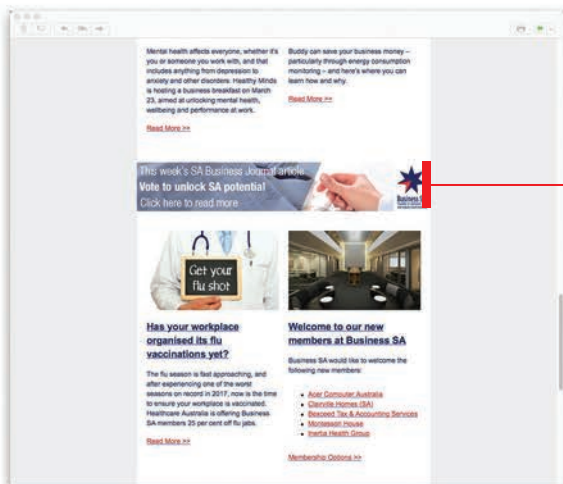 Mental health affects everyone, whether it's
you or someone you work with, and that
includes anything from depression to
anxiety and other disorders. Healthy Minds
is hosting a business breakfast on March
23, aimed at unlocking mental health,
wellbeing and performance at work.
Read More >>
Buddy can save your business money –
particularly through energy consumption
monitoring – and here's where you can
learn how and why.
Read More >>
This week's SA Business Journal article
Vote to unlock SA potential
Click here to read more
Business S
Get your
flu shot
Has your workplace
organised its flu
vaccinations yet?
The flu season is fast approaching, and
after experiencing one of the worst
seasons on record in 2017, now is the time
to ensure your workplace is vaccinated.
Healthcare Australia is offering Business
SA members 25 per cent off flu jabs.
Read More >>
Welcome to our new
members at Business SA
Business SA would like to welcome the
following new members:
Acer Computer Australia
Clairville Homes (SA)
Bexceed Tax & Accounting Services
Montessori House
Inertia Health Group
Membership Options >>